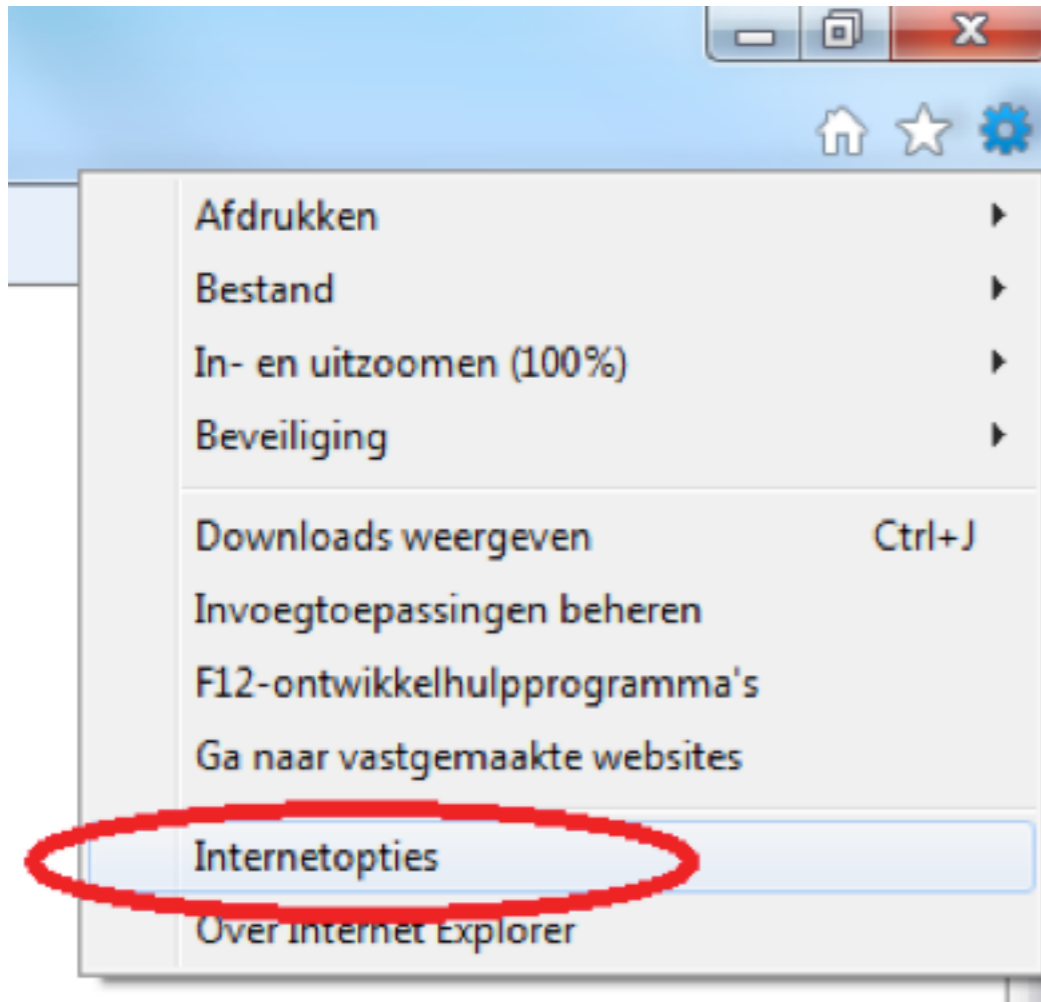 Afdrukken
Bestand
In- en uitzoomen (100%)
Beveiliging
Downloads weergeven Ctrl+J
Invoegtoepassingen beheren
F12-ontwikkelhulpprogramma's
Ga naar vastgemaakte websites
Internetopties
Over Internet Explorer